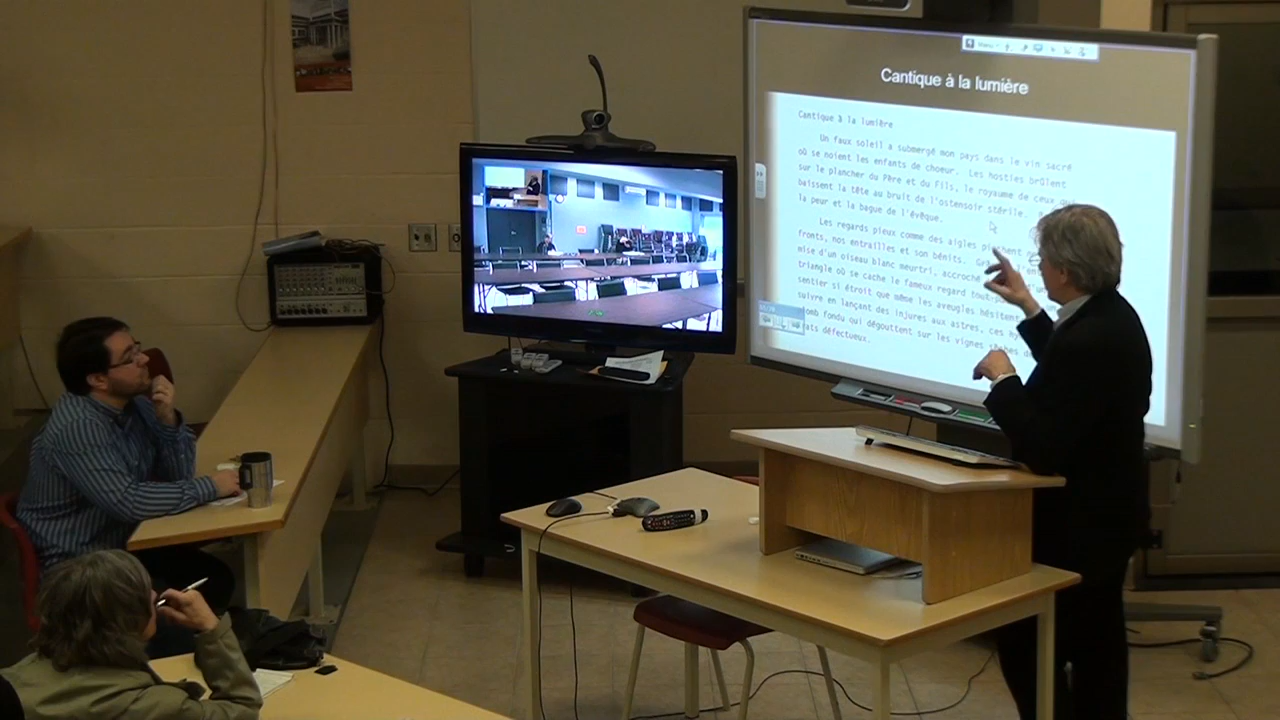 Menu
Cantique à la lumière
Cantique à la lumière
Un faux soleil a submergé mon pays dans le vin sacré
où se noient les enfants de choeur. Les hosties brûlent
sur le plancher du Père et du Fils, le royaume de ceux qui
baissent la tête au bruit de l'ostensoir stérile.
la peur et la bague de l'évêque.
Les regards pieux comme des aigles
fronts, nos entrailles et son bénits.
mise d'un oiseau blanc meurtri, accroché
triangle où se cache le fameux regard tout
sentier si étroit que même les aveugles hésitent
suivre en lançant des injures aux astres, ces
plomb fondu qui dégouttent sur les vignes
défectueux.